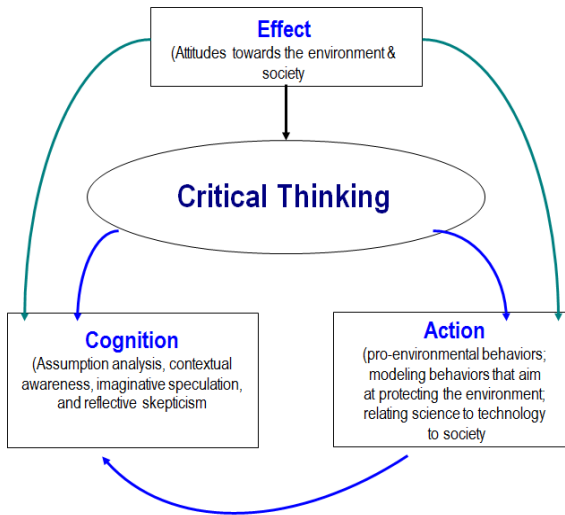 Effect
(Attitudes towards the environment &
society
Critical Thinking
Cognition
(Assumption analysis, contextual
awareness, imaginative speculation,
and reflective skepticism
Action
(pro-environmental behaviors;
modeling behaviors that aim
at protecting the environment;
relating science to technology
to society